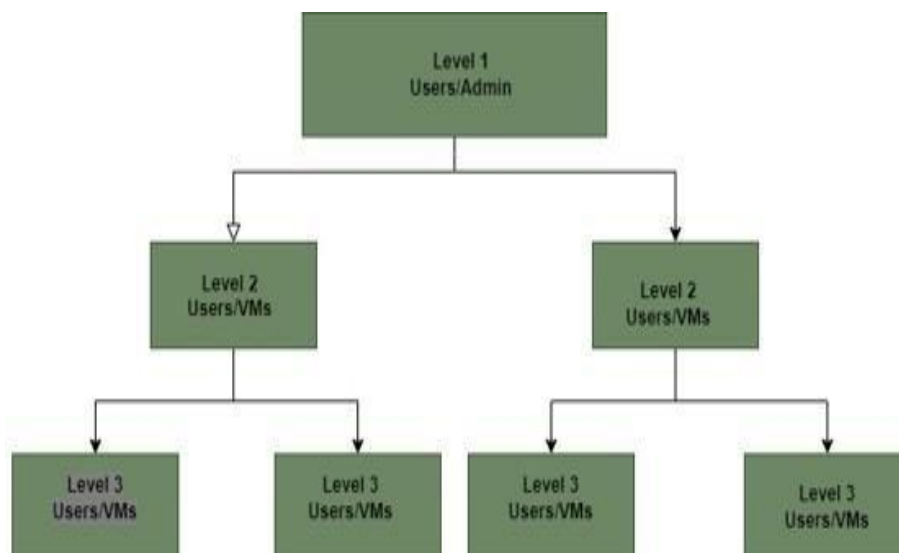 Level 1
Users/Admin
Level 2
Users/VMs
Level 2
Users/VMs
Level 3
Users/VMs
Level 3
Users/VMs
Level 3
Users/VMs
Level 3
Users/VMs